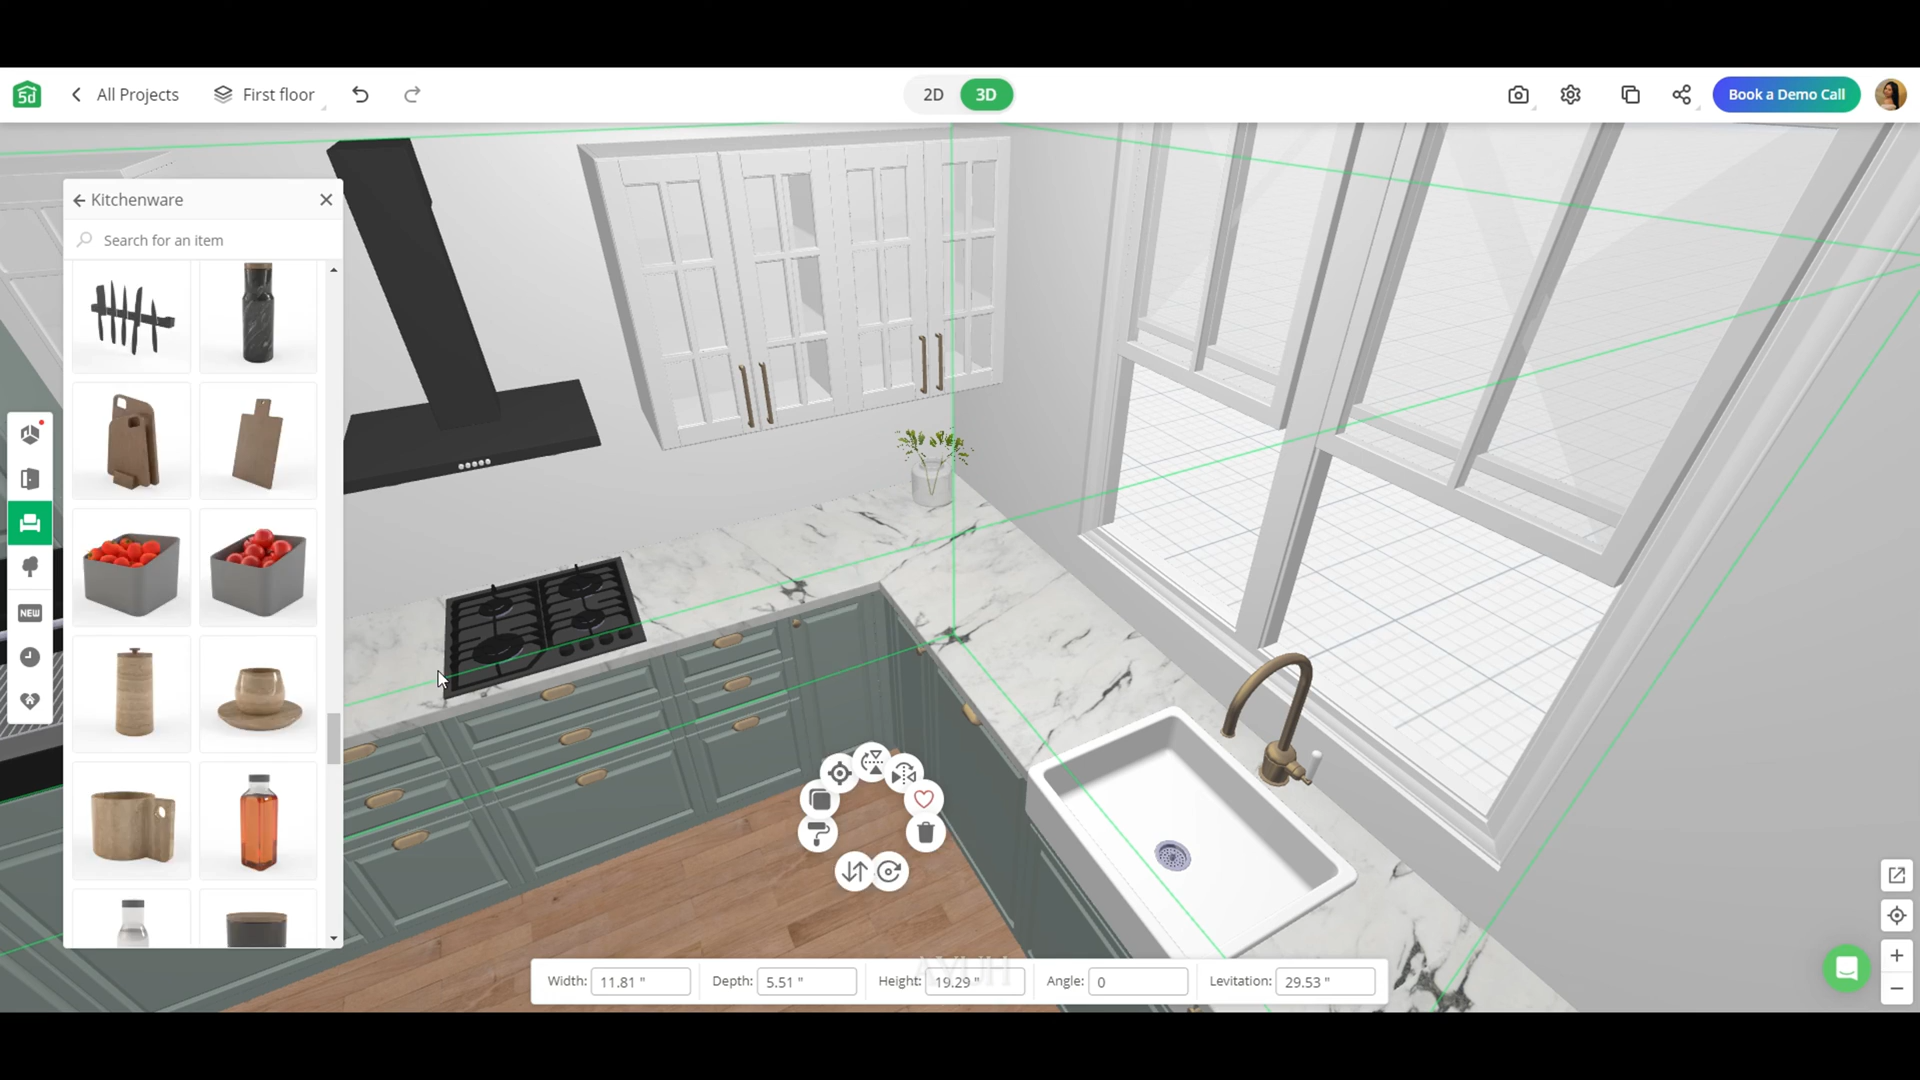 5d
All Projects
First floor
2D
3D
Book a Demo Call
Kitchenware
Search for an item
NEW
Width: 11.81 "
Depth: 5.51 "
Height: 19.29 "
Angle: 0
Levitation: 29.53 "